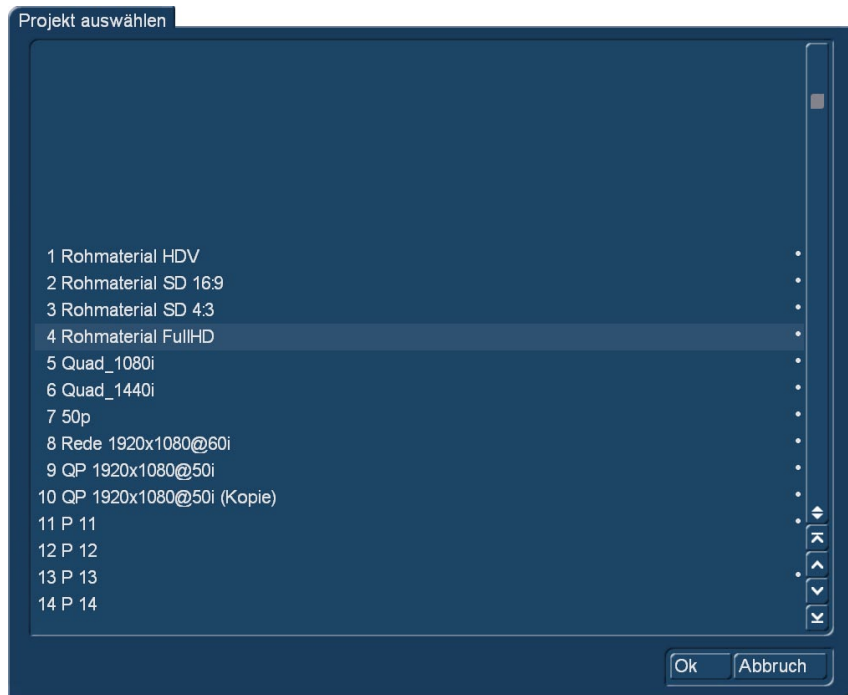 Projekt auswählen
1 Rohmaterial HDV
2 Rohmaterial SD 16:9
3 Rohmaterial SD 4:3
4 Rohmaterial FullHD
5 Quad_1080i
6 Quad_1440i
7 50p
8 Rede 1920x1080@60i
9 QP 1920x1080@50i
10 QP 1920x1080@50i (Kopie)
11 P 11
12 P 12
13 P 13
14 P 14
Ok Abbruch